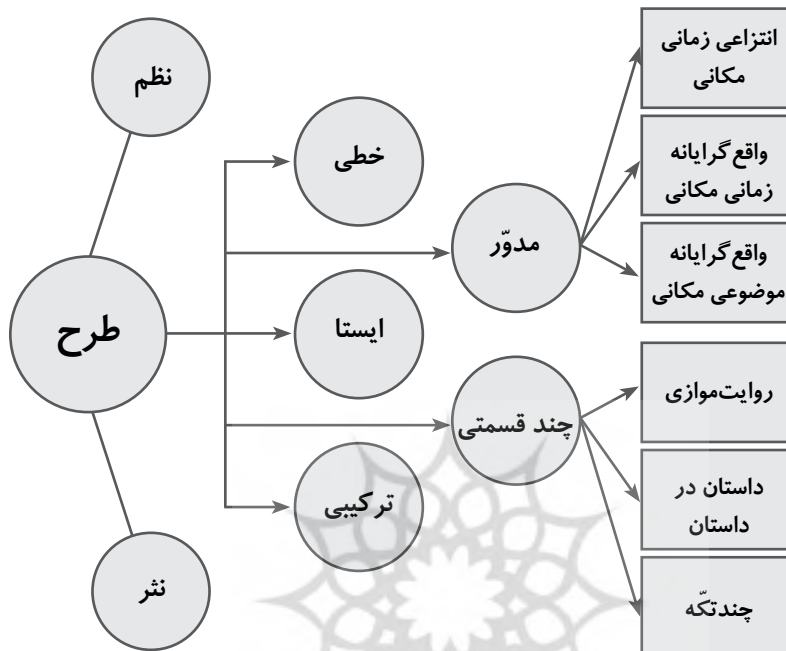 نظم
طرح
نثر
خطی
مدوّر
ایستا
چند قسمتی
ترکیبی
انتزاعی زمانی
مکانی
واقع‌گرایانه
زمانی مکانی
واقع‌گرایانه
موضوعی مکانی
روایت‌موازی
داستان در
داستان
چندتکّه